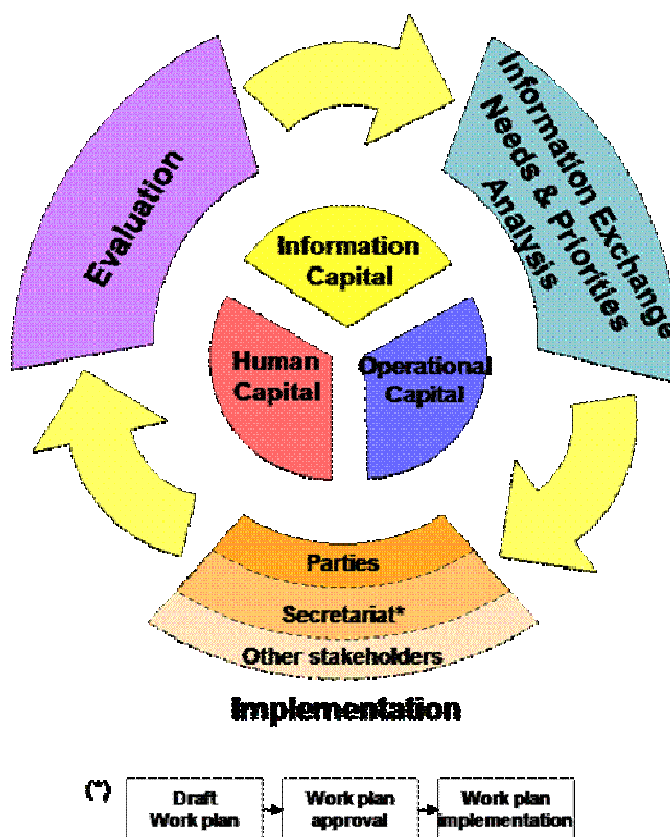 Evaluation
Information Exchange
Needs & Priorities
Analysis
Information
Capital
Human
Capital
Operational
Capital
Parties
Secretariat*
Other stakeholders
Implementation
(*)
Draft
Work plan
Work plan
approval
Work plan
implementation